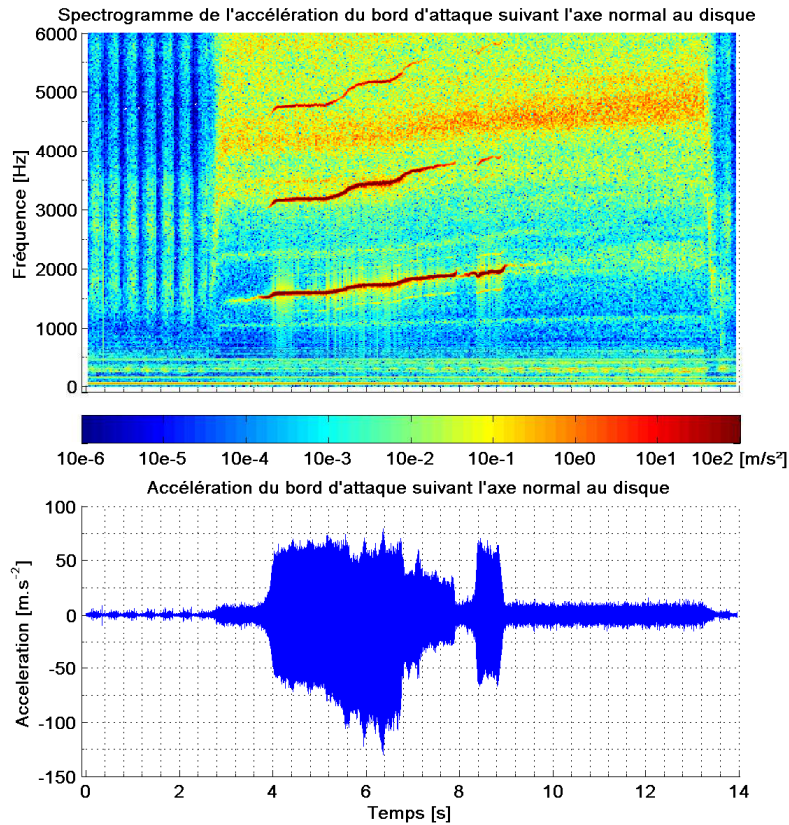 Spectrogramme de l'accélération du bord d'attaque suivant l'axe normal au disque
6000
5000
4000
3000
2000
1000
0
Fréquence [Hz]
10e-6 10e-5 10e-4 10e-3 10e-2 10e-1 10e0 10e1 10e2 [m/s²]
Accélération du bord d'attaque suivant l'axe normal au disque
100
50
0
-50
-100
-150
Acceleration [m.s⁻²]
0 2 4 6 8 10 12 14
Temps [s]